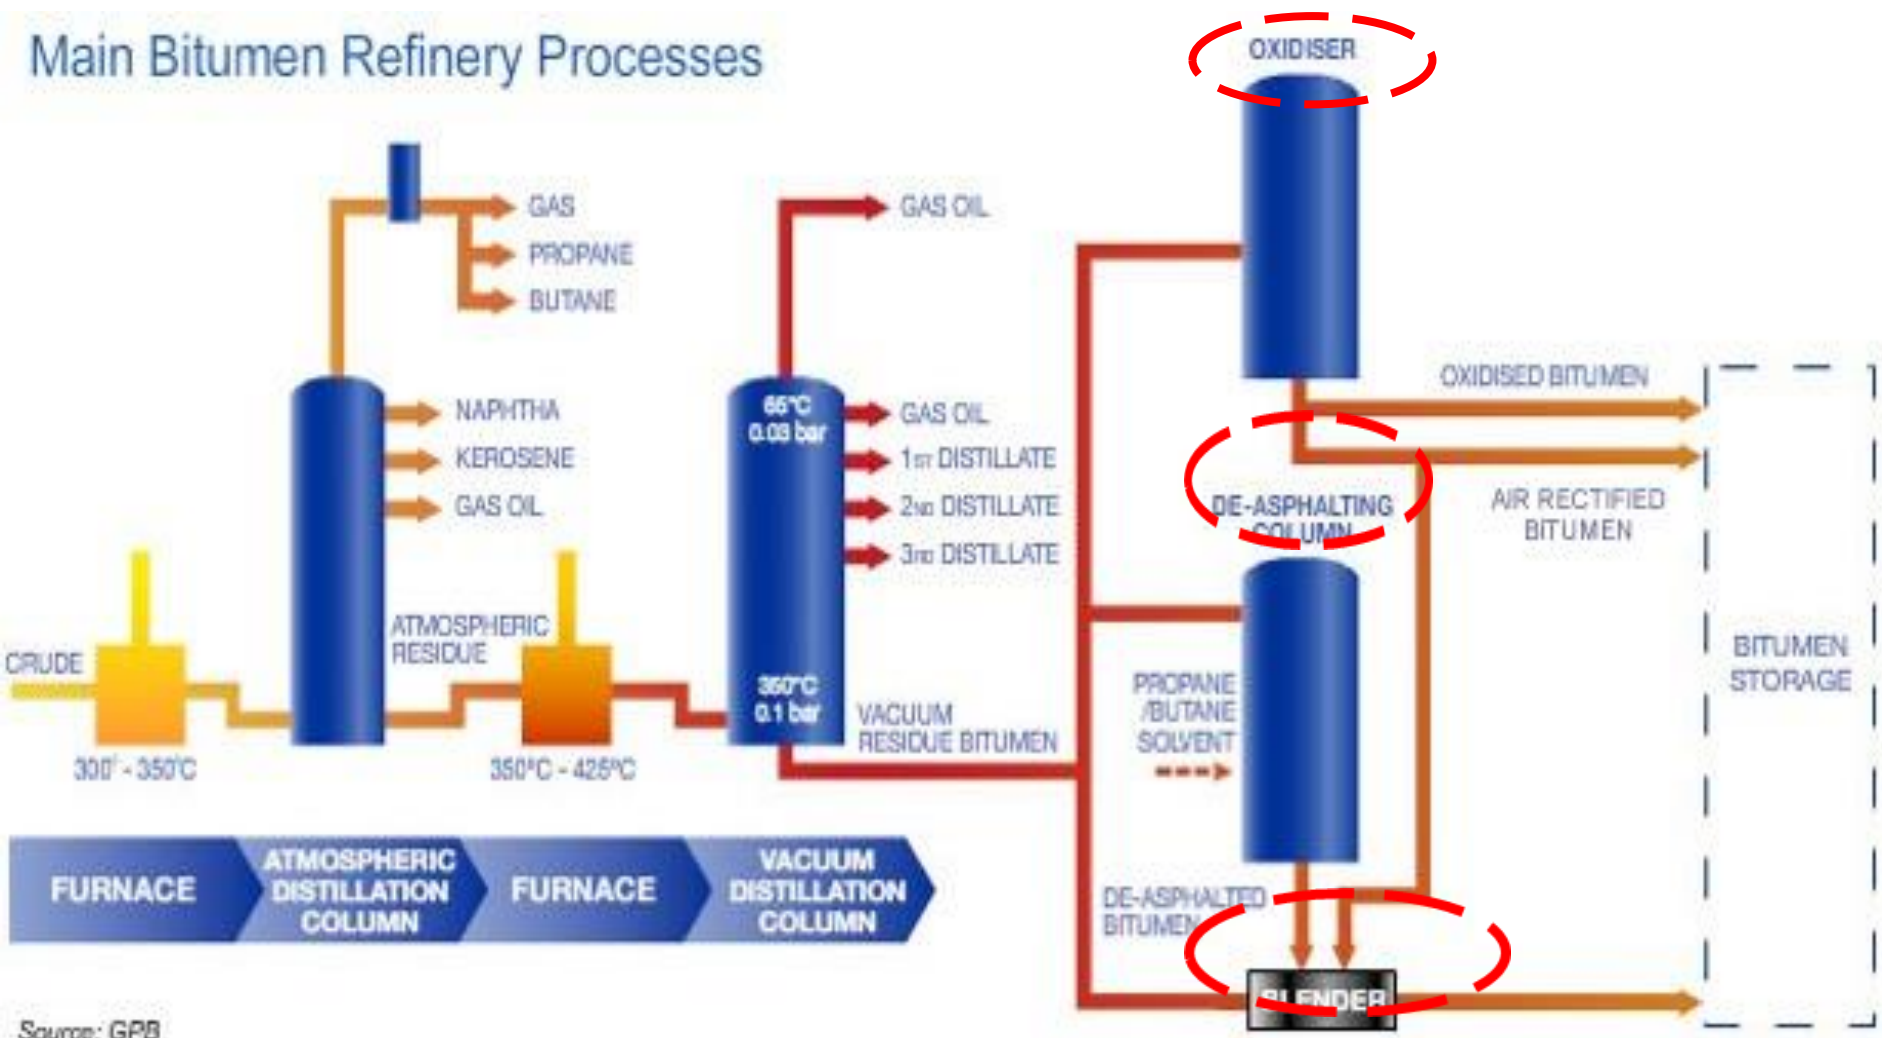 Main Bitumen Refinery Processes
OXIDISER
GAS
PROPANE
BUTANE
GAS OIL
NAPHTHA
KEROSENE
GAS OIL
65°C
0.03 bar
GAS OIL
1ST DISTILLATE
2ND DISTILLATE
3RD DISTILLATE
OXIDISED BITUMEN
DE-ASPHALTING
COLUMN
AIR RECTIFIED
BITUMEN
CRUDE
ATMOSPHERIC
RESIDUE
350°C
0.1 bar
VACUUM
RESIDUE BITUMEN
PROPANE
/BUTANE
SOLVENT
BITUMEN
STORAGE
300° - 350°C
350°C - 425°C
FURNACE
ATMOSPHERIC
DISTILLATION
COLUMN
FURNACE
VACUUM
DISTILLATION
COLUMN
DE-ASPHALTED
BITUMEN
BLENDER
Source: GPB